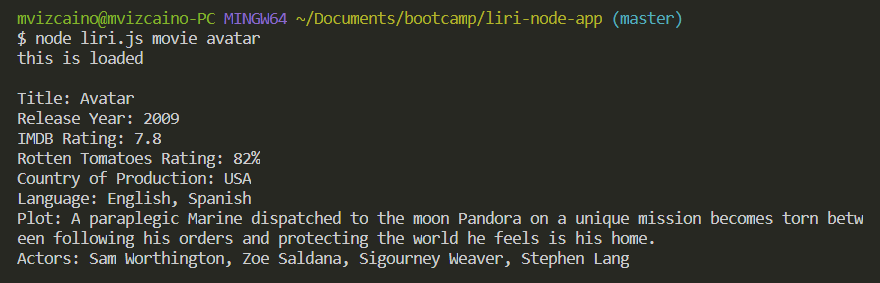 mvizcaino@mvizcaino-PC MINGW64 ~/Documents/bootcamp/liri-node-app (master)
$ node liri.js movie avatar
this is loaded
Title: Avatar
Release Year: 2009
IMDB Rating: 7.8
Rotten Tomatoes Rating: 82%
Country of Production: USA
Language: English, Spanish
Plot: A paraplegic Marine dispatched to the moon Pandora on a unique mission becomes torn betw
een following his orders and protecting the world he feels is his home.
Actors: Sam Worthington, Zoe Saldana, Sigourney Weaver, Stephen Lang